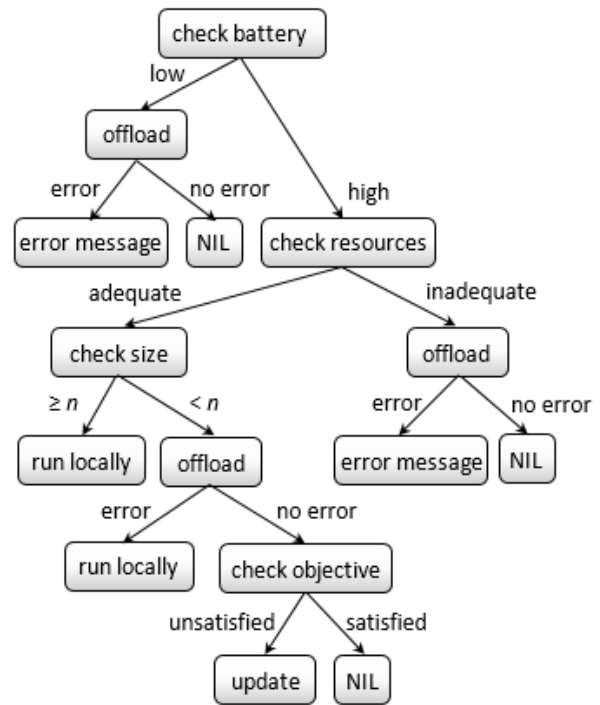 check battery
low
offload
error
no error
high
error message
NIL
check resources
adequate
inadequate
check size
offload
≥ n
< n
error
no error
run locally
offload
error message
NIL
error
no error
run locally
check objective
unsatisfied
satisfied
update
NIL